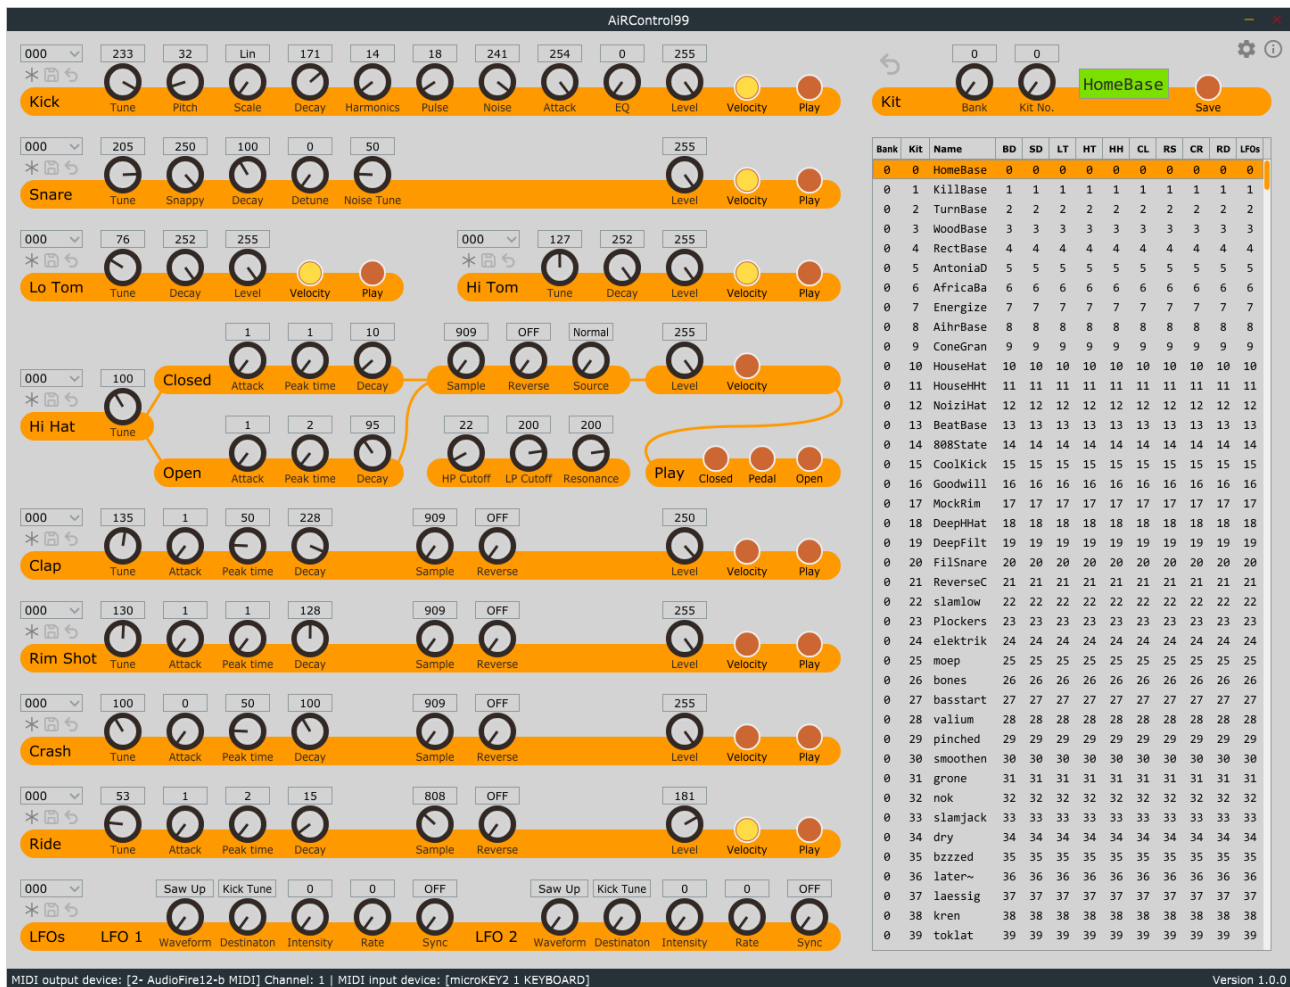 AiRControl99
000 233 32 Lin 171 14 18 241 254 0 255
Kick Tune Pitch Scale Decay Harmonics Pulse Noise Attack EQ Level Velocity Play
000 205 250 100 0 50 255
Snare Tune Snappy Decay Detune Noise Tune Level Velocity Play
000 76 252 255
Lo Tom Tune Decay Level Velocity Play
000 127 252 255
Hi Tom Tune Decay Level Velocity Play
1 1 10 909 OFF Normal 255
Closed Attack Peak time Decay Sample Reverse Source Level Velocity
000 100
Hi Hat Tune
1 2 95 22 200 200
Open Attack Peak time Decay HP Cutoff LP Cutoff Resonance Play Closed Pedal Open
000 135 1 50 228 909 OFF 250
Clap Tune Attack Peak time Decay Sample Reverse Level Velocity Play
000 130 1 1 128 909 OFF 255
Rim Shot Tune Attack Peak time Decay Sample Reverse Level Velocity Play
000 100 0 50 100 909 OFF 255
Crash Tune Attack Peak time Decay Sample Reverse Level Velocity Play
000 53 1 2 15 808 OFF 181
Ride Tune Attack Peak time Decay Sample Reverse Level Velocity Play
000 Saw Up Kick Tune 0 0 OFF Saw Up Kick Tune 0 0 OFF
LFOs LFO 1 Waveform Destinaton Intensity Rate Sync LFO 2 Waveform Destinaton Intensity Rate Sync
0 0 HomeBase
Kit Bank Kit No. Save
Bank Kit Name BD SD LT HT HH CL RS CR RD LFOs
0 0 HomeBase 0 0 0 0 0 0 0 0 0 0
0 1 KillBase 1 1 1 1 1 1 1 1 1 1
0 2 TurnBase 2 2 2 2 2 2 2 2 2 2
0 3 WoodBase 3 3 3 3 3 3 3 3 3 3
0 4 RectBase 4 4 4 4 4 4 4 4 4 4
0 5 AntoniaD 5 5 5 5 5 5 5 5 5 5
0 6 AfricaBa 6 6 6 6 6 6 6 6 6 6
0 7 Energize 7 7 7 7 7 7 7 7 7 7
0 8 AihrBase 8 8 8 8 8 8 8 8 8 8
0 9 ConeGran 9 9 9 9 9 9 9 9 9 9
0 10 HouseHat 10 10 10 10 10 10 10 10 10 10
0 11 HouseHHt 11 11 11 11 11 11 11 11 11 11
0 12 NoiziHat 12 12 12 12 12 12 12 12 12 12
0 13 BeatBase 13 13 13 13 13 13 13 13 13 13
0 14 808State 14 14 14 14 14 14 14 14 14 14
0 15 CoolKick 15 15 15 15 15 15 15 15 15 15
0 16 Goodwill 16 16 16 16 16 16 16 16 16 16
0 17 MockRim 17 17 17 17 17 17 17 17 17 17
0 18 DeepHHat 18 18 18 18 18 18 18 18 18 18
0 19 DeepFilt 19 19 19 19 19 19 19 19 19 19
0 20 FilSnare 20 20 20 20 20 20 20 20 20 20
0 21 ReverseC 21 21 21 21 21 21 21 21 21 21
0 22 slamlow 22 22 22 22 22 22 22 22 22 22
0 23 Plockers 23 23 23 23 23 23 23 23 23 23
0 24 elektrik 24 24 24 24 24 24 24 24 24 24
0 25 moep 25 25 25 25 25 25 25 25 25 25
0 26 bones 26 26 26 26 26 26 26 26 26 26
0 27 basstart 27 27 27 27 27 27 27 27 27 27
0 28 valium 28 28 28 28 28 28 28 28 28 28
0 29 pinched 29 29 29 29 29 29 29 29 29 29
0 30 smoothen 30 30 30 30 30 30 30 30 30 30
0 31 grone 31 31 31 31 31 31 31 31 31 31
0 32 nok 32 32 32 32 32 32 32 32 32 32
0 33 slamjack 33 33 33 33 33 33 33 33 33 33
0 34 dry 34 34 34 34 34 34 34 34 34 34
0 35 bzzzed 35 35 35 35 35 35 35 35 35 35
0 36 later~ 36 36 36 36 36 36 36 36 36 36
0 37 laessig 37 37 37 37 37 37 37 37 37 37
0 38 kren 38 38 38 38 38 38 38 38 38 38
0 39 toklat 39 39 39 39 39 39 39 39 39 39
MIDI output device: [2- AudioFire12-b MIDI] Channel: 1 | MIDI input device: [microKEY2 1 KEYBOARD] Version 1.0.0